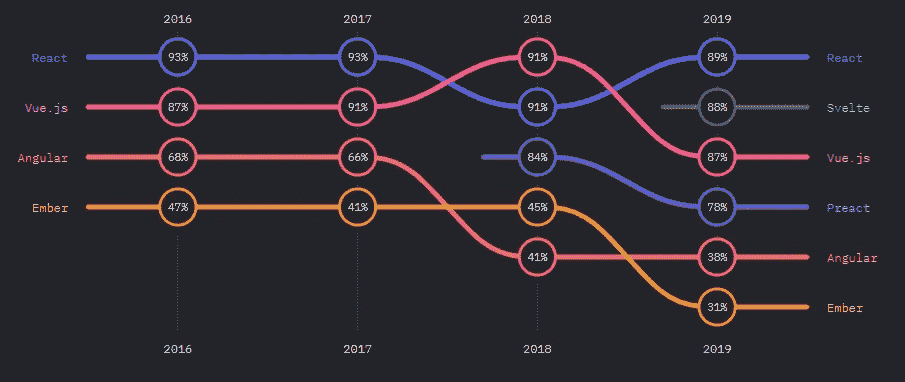 2016 2017 2018 2019
React 93% 93% 91% 89% React
Vue.js 87% 91% 91% 88% Svelte
Angular 68% 66% 84% 87% Vue.js
Ember 47% 41% 45% 78% Preact
41% 38% Angular
31% Ember
2016 2017 2018 2019